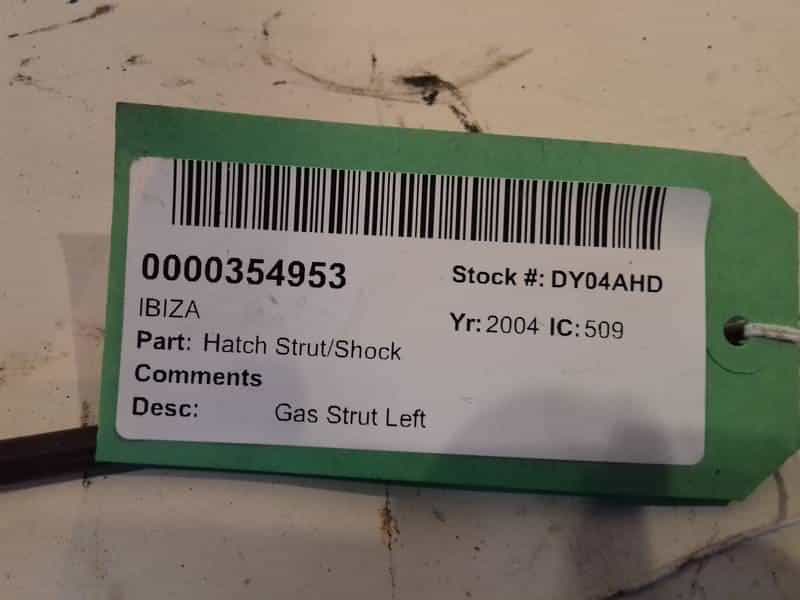 0000354953 Stock #: DY04AHD
IBIZA Yr: 2004 IC: 509
Part: Hatch Strut/Shock
Comments
Desc: Gas Strut Left